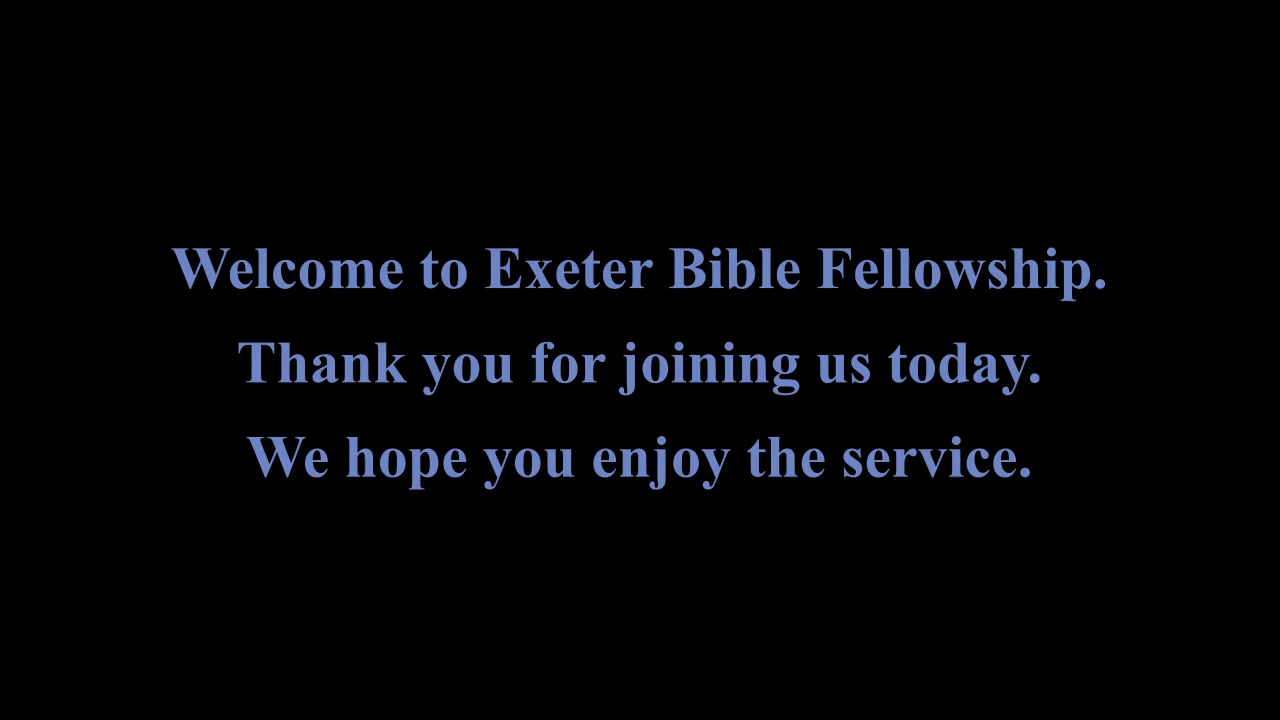 Welcome to Exeter Bible Fellowship.
Thank you for joining us today.
We hope you enjoy the service.